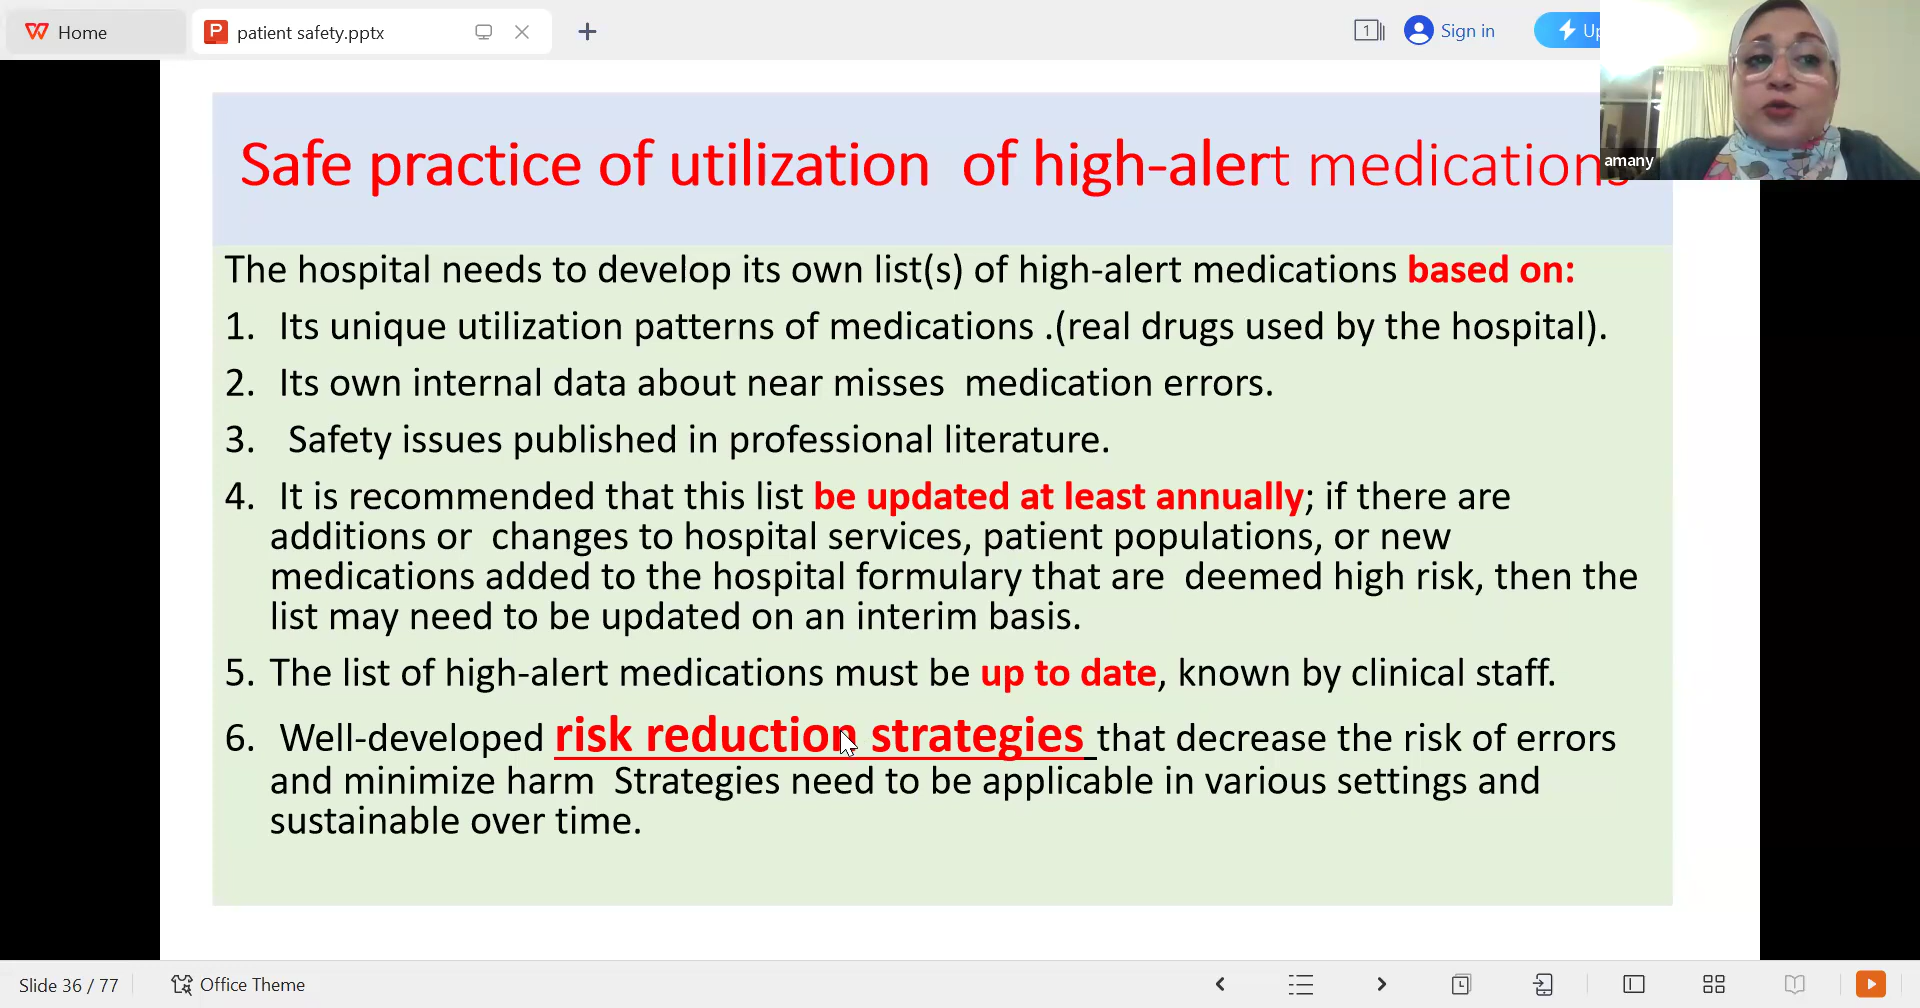 Home
patient safety.pptx
1
Sign in
Safe practice of utilization of high-alert medications
amany
The hospital needs to develop its own list(s) of high-alert medications based on:
1. Its unique utilization patterns of medications .(real drugs used by the hospital).
2. Its own internal data about near misses medication errors.
3. Safety issues published in professional literature.
4. It is recommended that this list be updated at least annually; if there are
additions or changes to hospital services, patient populations, or new
medications added to the hospital formulary that are deemed high risk, then the
list may need to be updated on an interim basis.
5. The list of high-alert medications must be up to date, known by clinical staff.
6. Well-developed risk reduction strategies that decrease the risk of errors
and minimize harm Strategies need to be applicable in various settings and
sustainable over time.
Slide 36 / 77
Office Theme